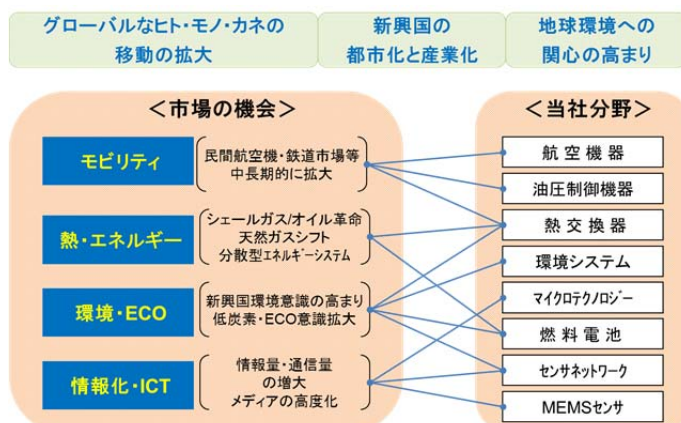 グローバルなヒト・モノ・カネの
移動の拡大
新興国の
都市化と産業化
地球環境への
関心の高まり
＜市場の機会＞
モビリティ
民間航空機・鉄道市場等
中長期的に拡大
熱・エネルギー
シェールガス/オイル革命
天然ガスシフト
分散型エネルギーシステム
環境・ECO
新興国環境意識の高まり
低炭素・ECO意識拡大
情報化・ICT
情報量・通信量
の増大
メディアの高度化
＜当社分野＞
航空機器
油圧制御機器
熱交換器
環境システム
マイクロテクノロジー
燃料電池
センサネットワーク
MEMSセンサ